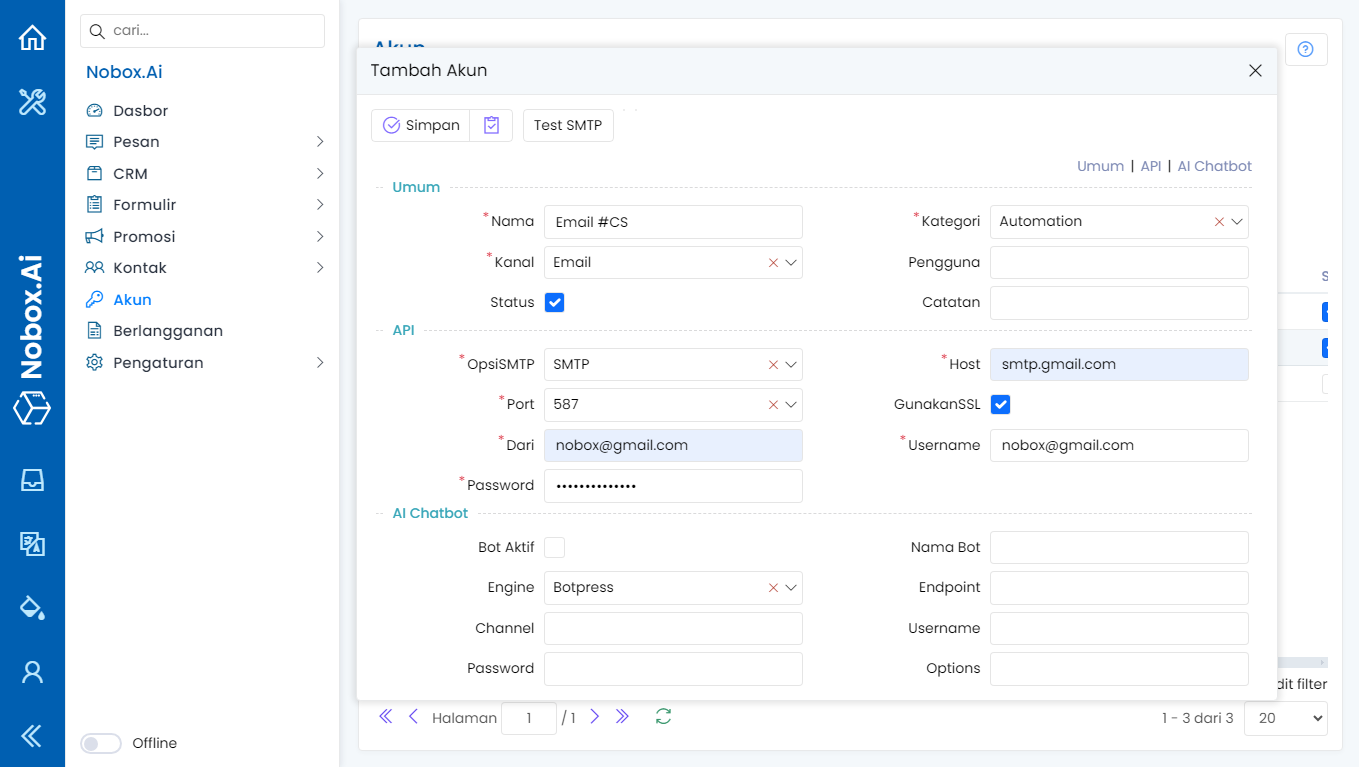 cari...
Nobox.Ai
Dasbor
Pesan
CRM
Formulir
Promosi
Kontak
Akun
Berlangganan
Pengaturan
Offline
Nobox.Ai
Akun
Tambah Akun
Simpan
Test SMTP
Umum | API | AI Chatbot
Umum
*Nama Email #CS *Kategori Automation
*Kanal Email Pengguna
Status Catatan
API
*OpsiSMTP SMTP *Host smtp.gmail.com
*Port 587 GunakanSSL
*Dari nobox@gmail.com *Username nobox@gmail.com
*Password ••••••••••••••
AI Chatbot
Bot Aktif Nama Bot
Engine Botpress Endpoint
Channel Username
Password Options
S
dit filter
Halaman 1 / 1 1 - 3 dari 3 20